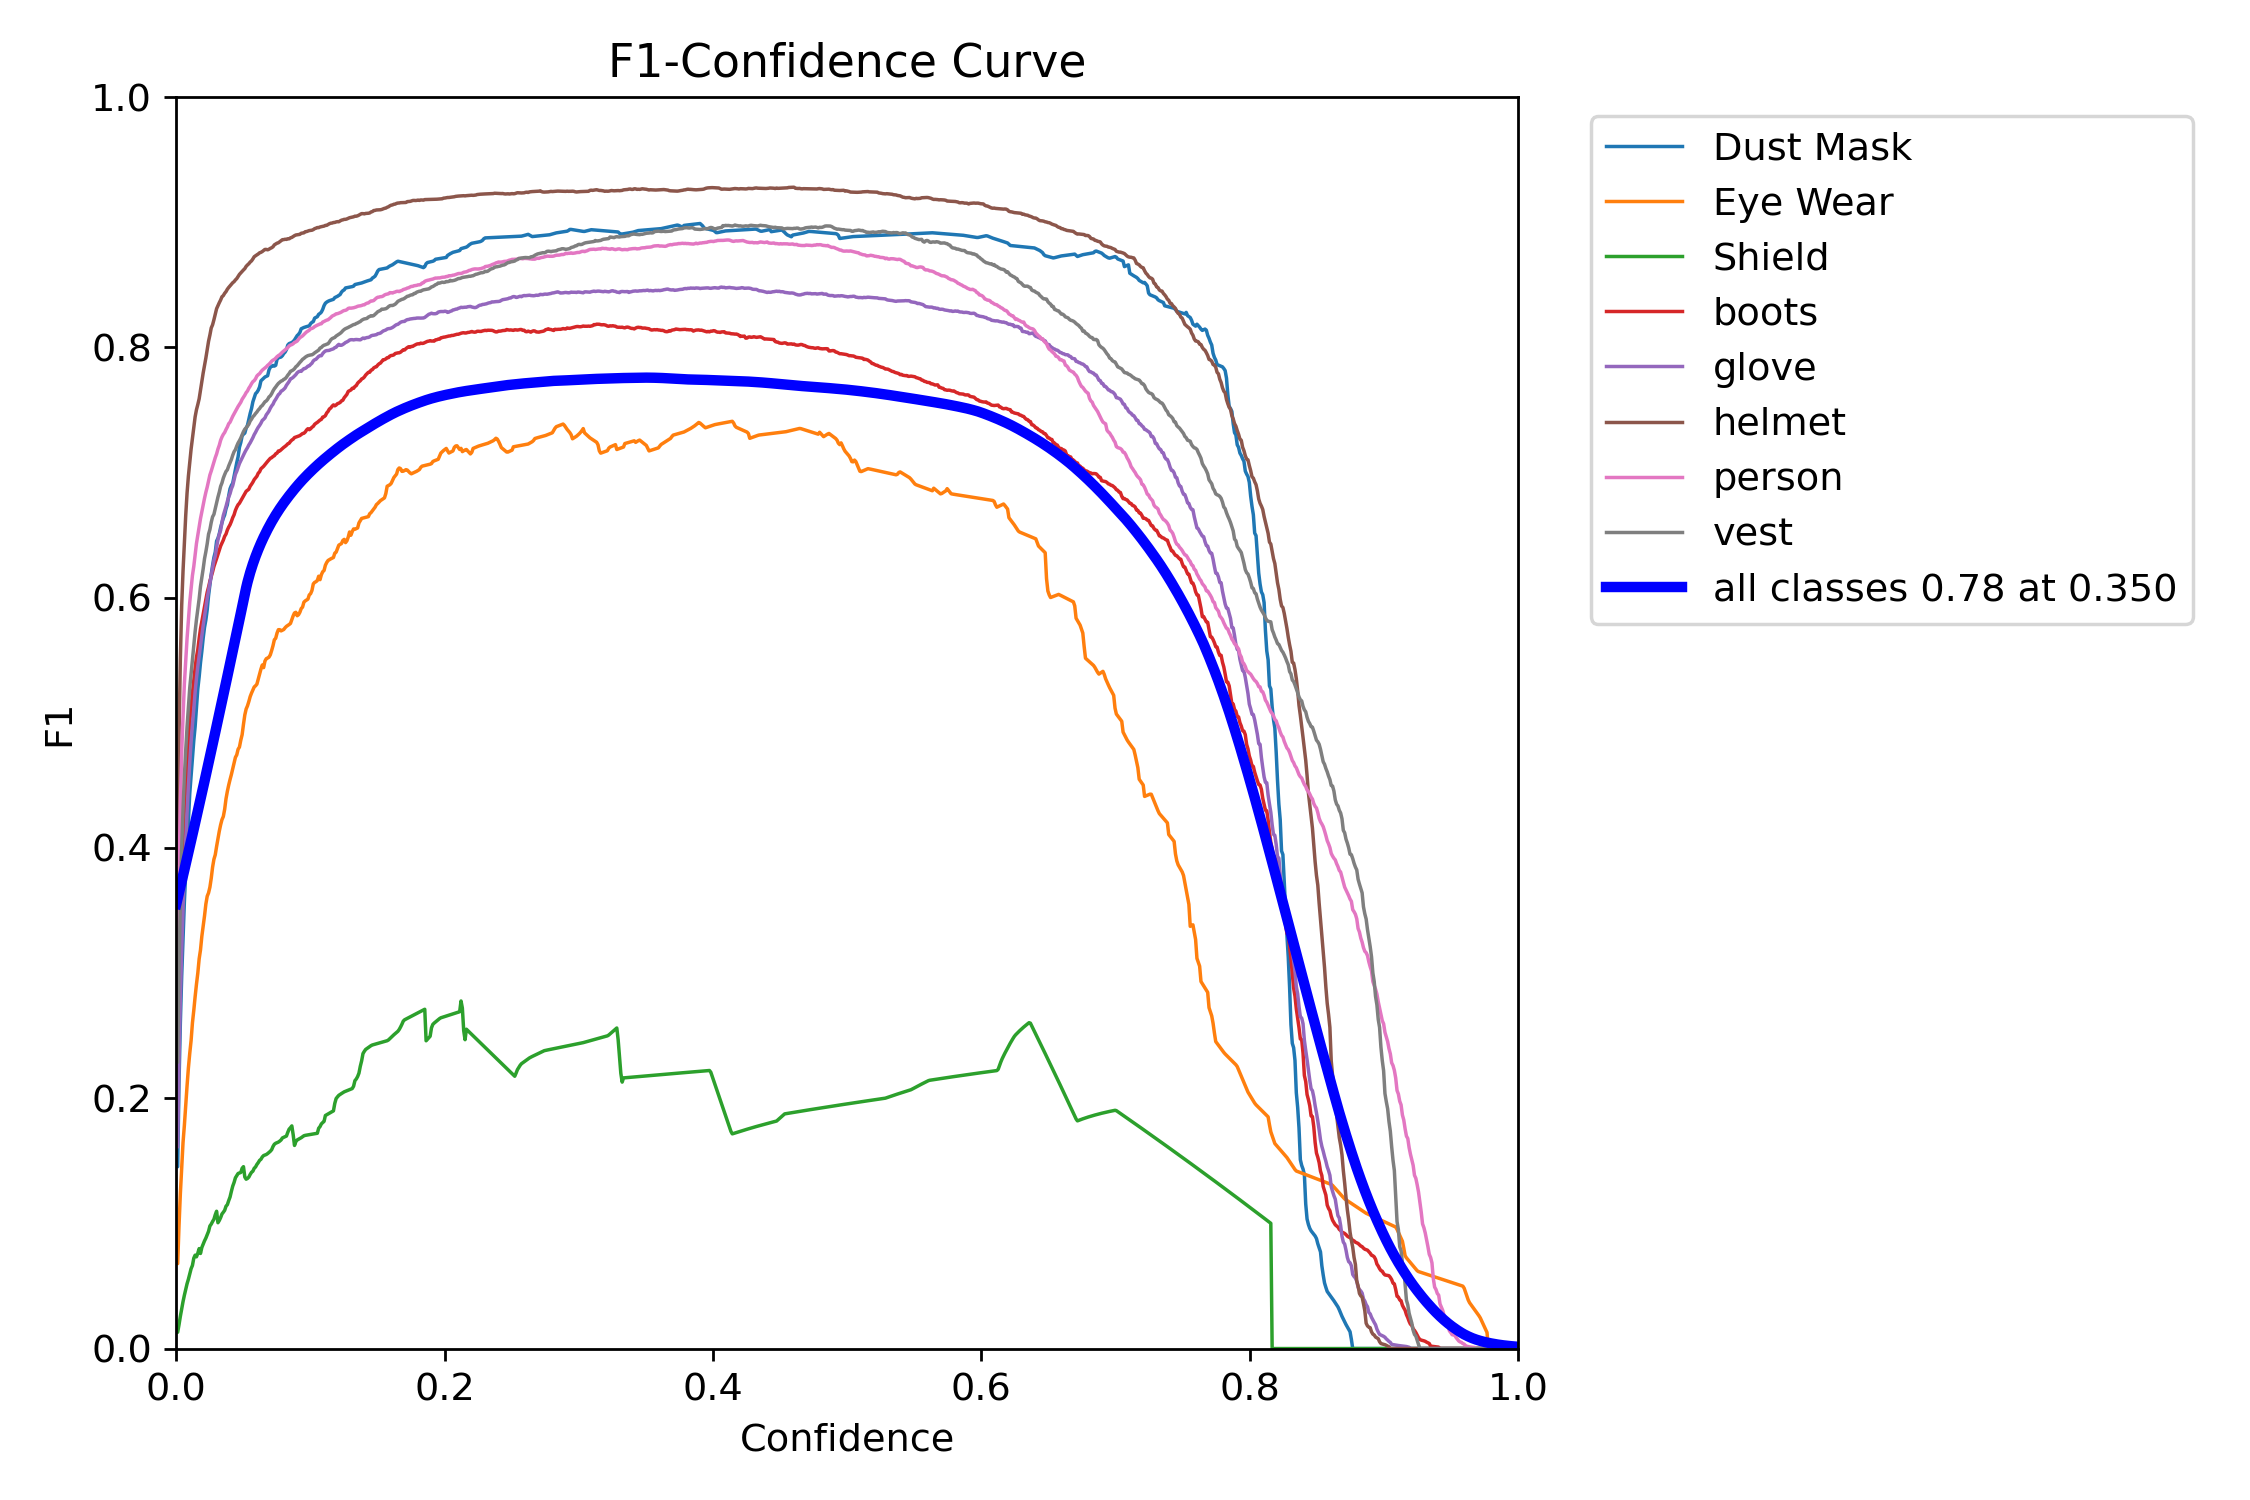 F1-Confidence Curve
1.0
0.8
0.6
0.4
0.2
0.0
F1
0.0 0.2 0.4 0.6 0.8 1.0
Confidence
Dust Mask
Eye Wear
Shield
boots
glove
helmet
person
vest
all classes 0.78 at 0.350